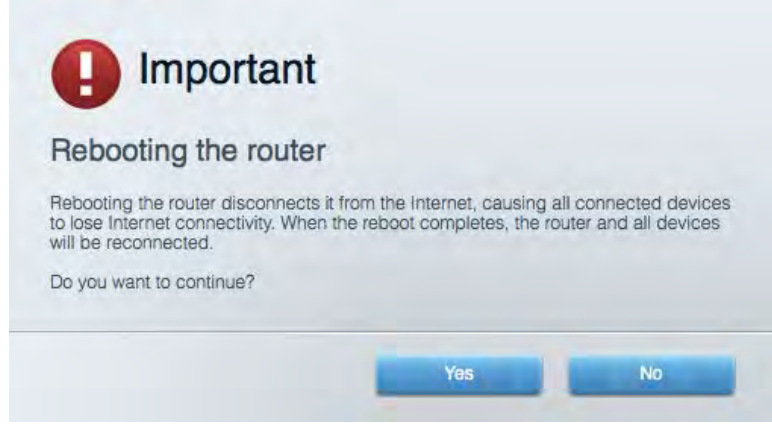 Important
Rebooting the router
Rebooting the router disconnects it from the Internet, causing all connected devices
to lose Internet connectivity. When the reboot completes, the router and all devices
will be reconnected.
Do you want to continue?
Yes
No